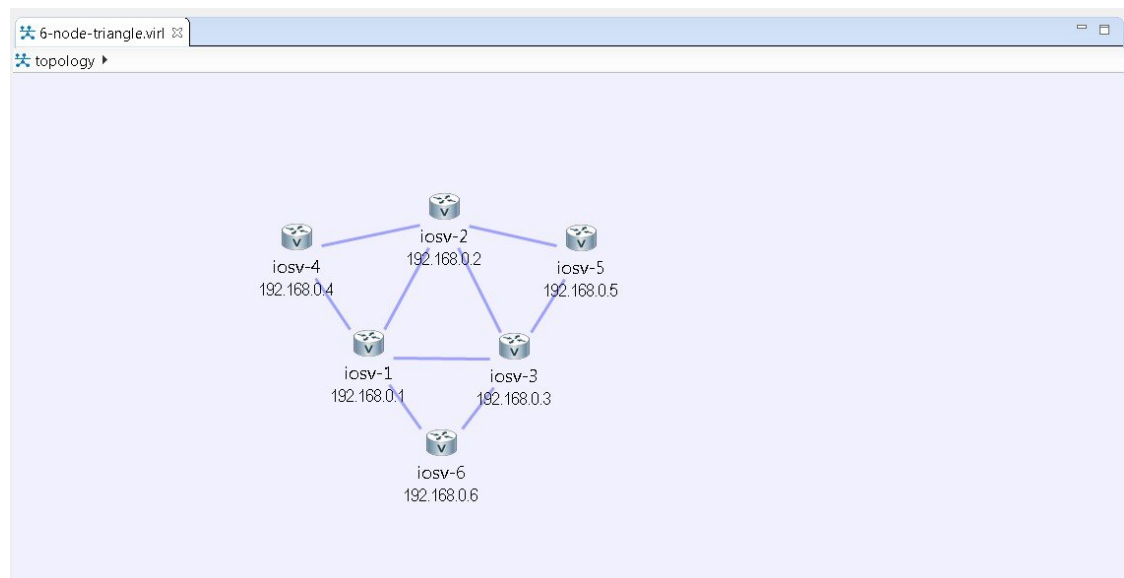 6-node-triangle.virl
topology
iosv-2
192.168.0.2
iosv-4
192.168.0.4
iosv-5
192.168.0.5
iosv-1
192.168.0.1
iosv-3
192.168.0.3
iosv-6
192.168.0.6
V
V
V
V
V
V